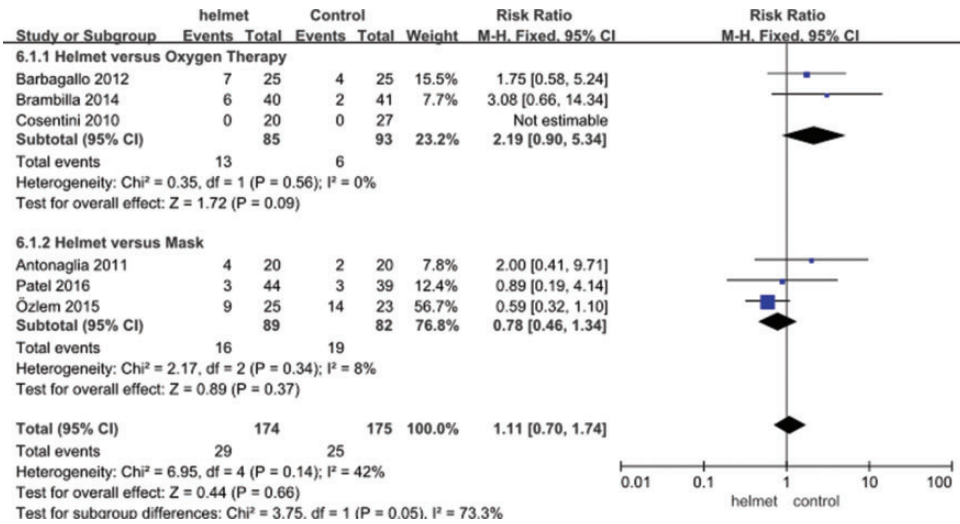 helmet Control Risk Ratio Risk Ratio
Study or Subgroup Events Total Events Total Weight M-H. Fixed. 95% CI M-H. Fixed. 95% CI
6.1.1 Helmet versus Oxygen Therapy
Barbagallo 2012 7 25 4 25 15.5% 1.75 [0.58, 5.24]
Brambilla 2014 6 40 2 41 7.7% 3.08 [0.66, 14.34]
Cosentini 2010 0 20 0 27 Not estimable
Subtotal (95% CI) 85 93 23.2% 2.19 [0.90, 5.34]
Total events 13 6
Heterogeneity: Chi² = 0.35, df = 1 (P = 0.56); I² = 0%
Test for overall effect: Z = 1.72 (P = 0.09)
6.1.2 Helmet versus Mask
Antonaglia 2011 4 20 2 20 7.8% 2.00 [0.41, 9.71]
Patel 2016 3 44 3 39 12.4% 0.89 [0.19, 4.14]
Özlem 2015 9 25 14 23 56.7% 0.59 [0.32, 1.10]
Subtotal (95% CI) 89 82 76.8% 0.78 [0.46, 1.34]
Total events 16 19
Heterogeneity: Chi² = 2.17, df = 2 (P = 0.34); I² = 8%
Test for overall effect: Z = 0.89 (P = 0.37)
Total (95% CI) 174 175 100.0% 1.11 [0.70, 1.74]
Total events 29 25
Heterogeneity: Chi² = 6.95, df = 4 (P = 0.14); I² = 42%
Test for overall effect: Z = 0.44 (P = 0.66)
Test for subgroup differences: Chi² = 3.75, df = 1 (P = 0.05), I² = 73.3%
0.01 0.1 1 10 100
helmet control